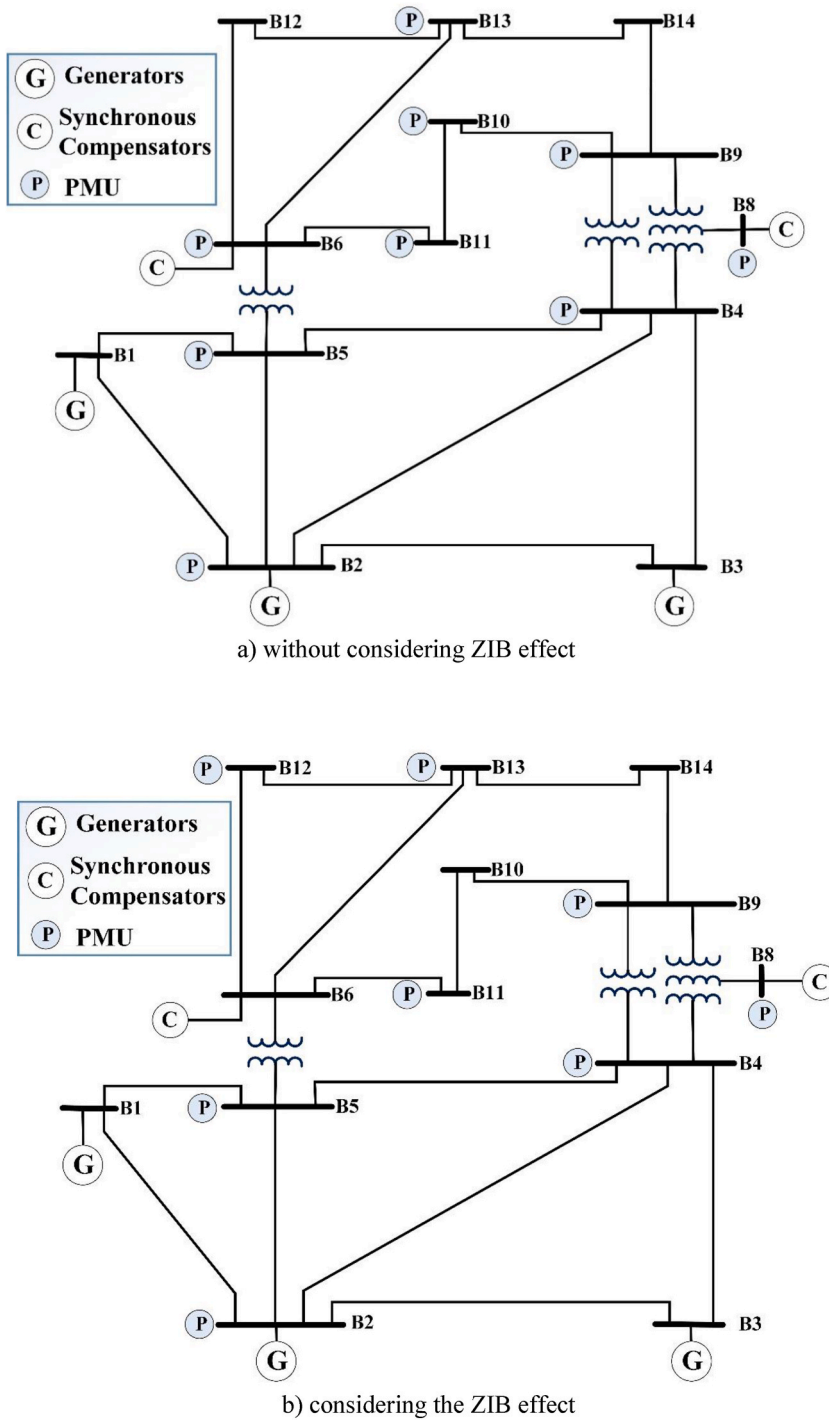 B12
P
B13
B14
G
Generators
C
Synchronous
Compensators
P
PMU
P
B10
P
B9
B8
C
P
P
B6
P
B11
C
P
B4
B1
P
B5
G
P
B2
B3
G
G
a) without considering ZIB effect
P
B12
P
B13
B14
G
Generators
C
Synchronous
Compensators
P
PMU
B10
P
B9
B8
C
P
B6
P
B11
C
P
B4
B1
P
B5
G
P
B2
B3
G
G
b) considering the ZIB effect